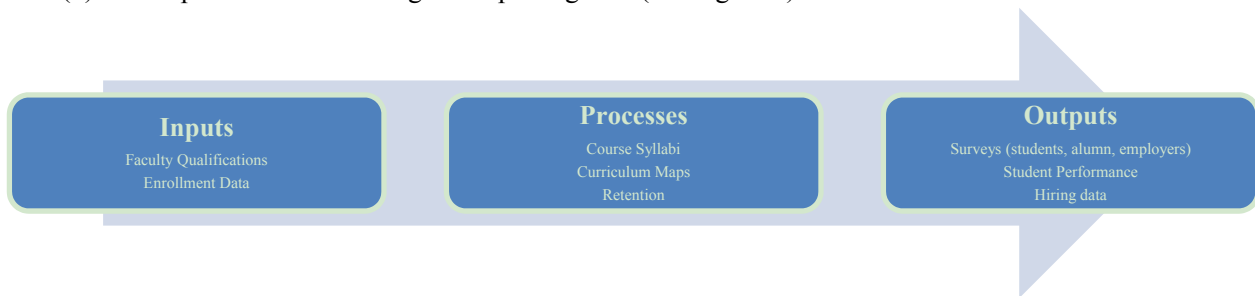 Inputs
Faculty Qualifications
Enrollment Data
Processes
Course Syllabi
Curriculum Maps
Retention
Outputs
Surveys (students, alumn, employers)
Student Performance
Hiring data